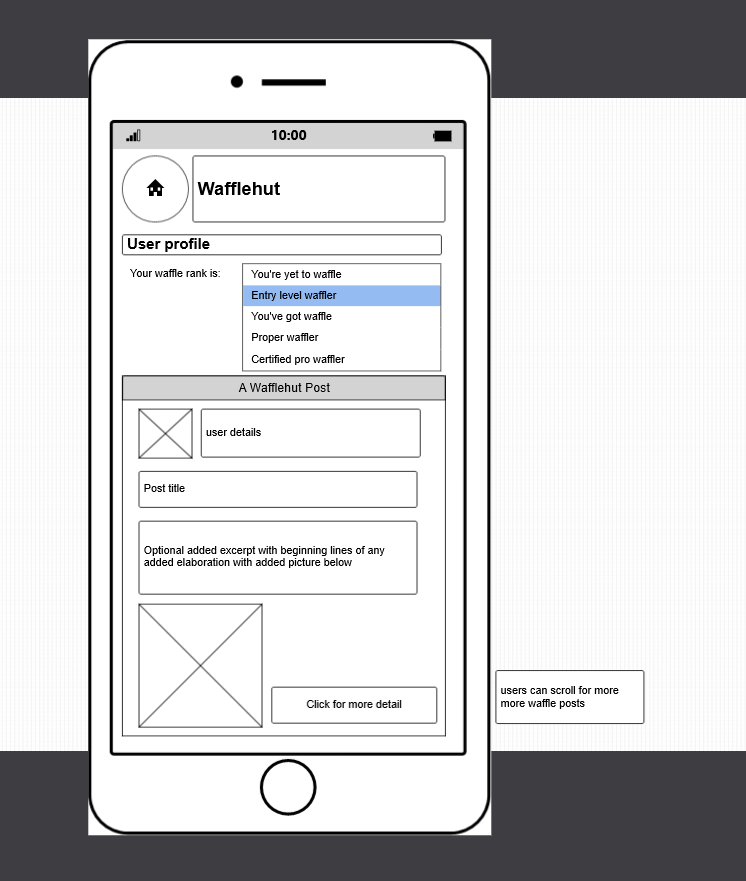 10:00
Wafflehut
User profile
Your waffle rank is:
You're yet to waffle
Entry level waffler
You've got waffle
Proper waffler
Certified pro waffler
A Wafflehut Post
user details
Post title
Optional added excerpt with beginning lines of any
added elaboration with added picture below
Click for more detail
users can scroll for more
more waffle posts